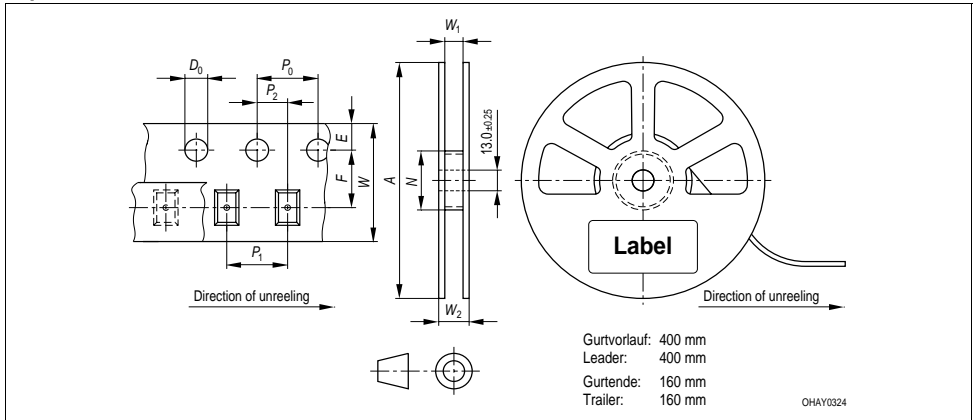 W1
D0
P0
P2
E
F
W
A
N
13.0 ±0.25
P1
Label
Direction of unreeling
W2
Direction of unreeling
Gurtvorlauf: 400 mm
Leader: 400 mm
Gurtende: 160 mm
Trailer: 160 mm
OHAY0324